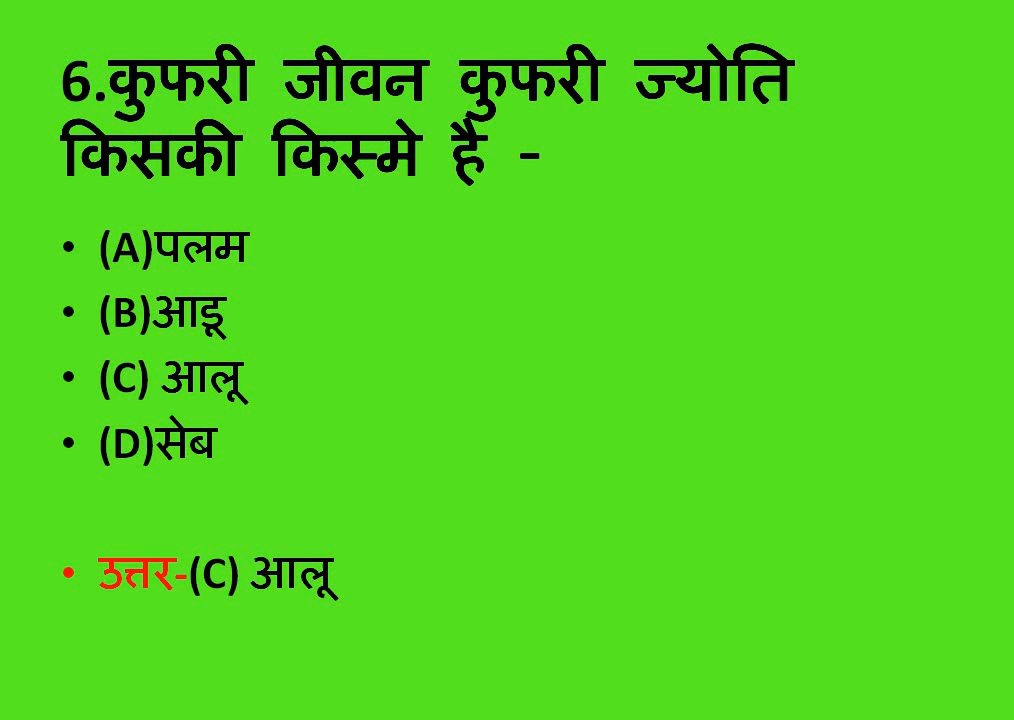 6.कुफरी जीवन कुफरी ज्योति
किसकी किस्मे हैं -
• (A)पलम
• (B)आडू
• (C) आलू
• (D)सेब
• उत्तर-(C) आलू